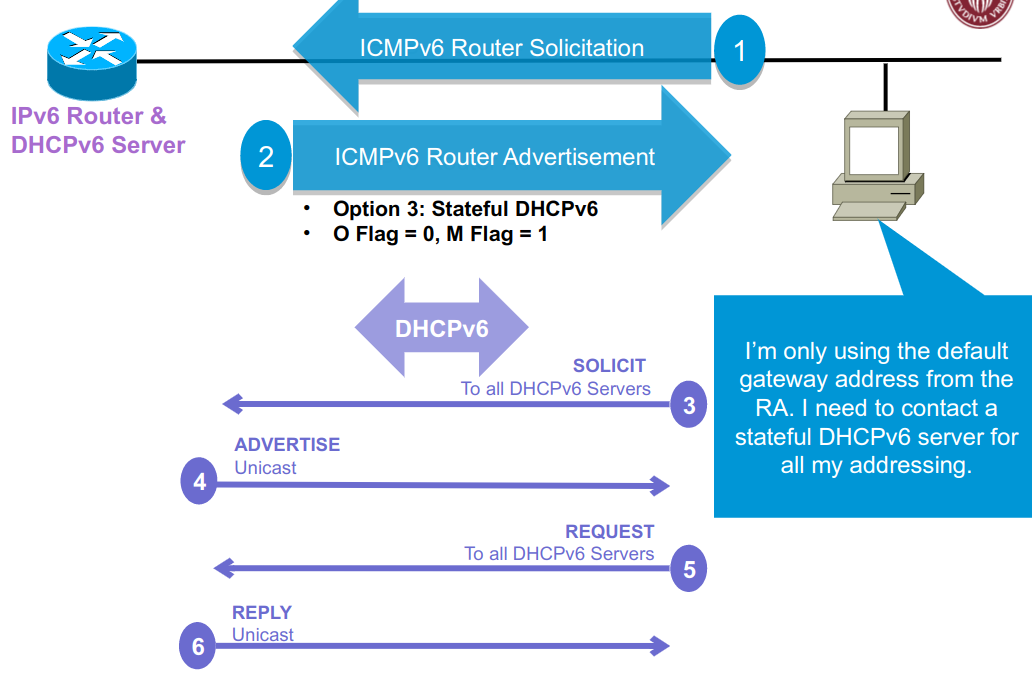 ICMPv6 Router Solicitation
1
IPv6 Router &
DHCPv6 Server
2
ICMPv6 Router Advertisement
• Option 3: Stateful DHCPv6
• O Flag = 0, M Flag = 1
DHCPv6
SOLICIT
To all DHCPv6 Servers
3
ADVERTISE
Unicast
4
REQUEST
To all DHCPv6 Servers
5
REPLY
Unicast
6
I'm only using the default
gateway address from the
RA. I need to contact a
stateful DHCPv6 server for
all my addressing.
STVDIVM VRBIS